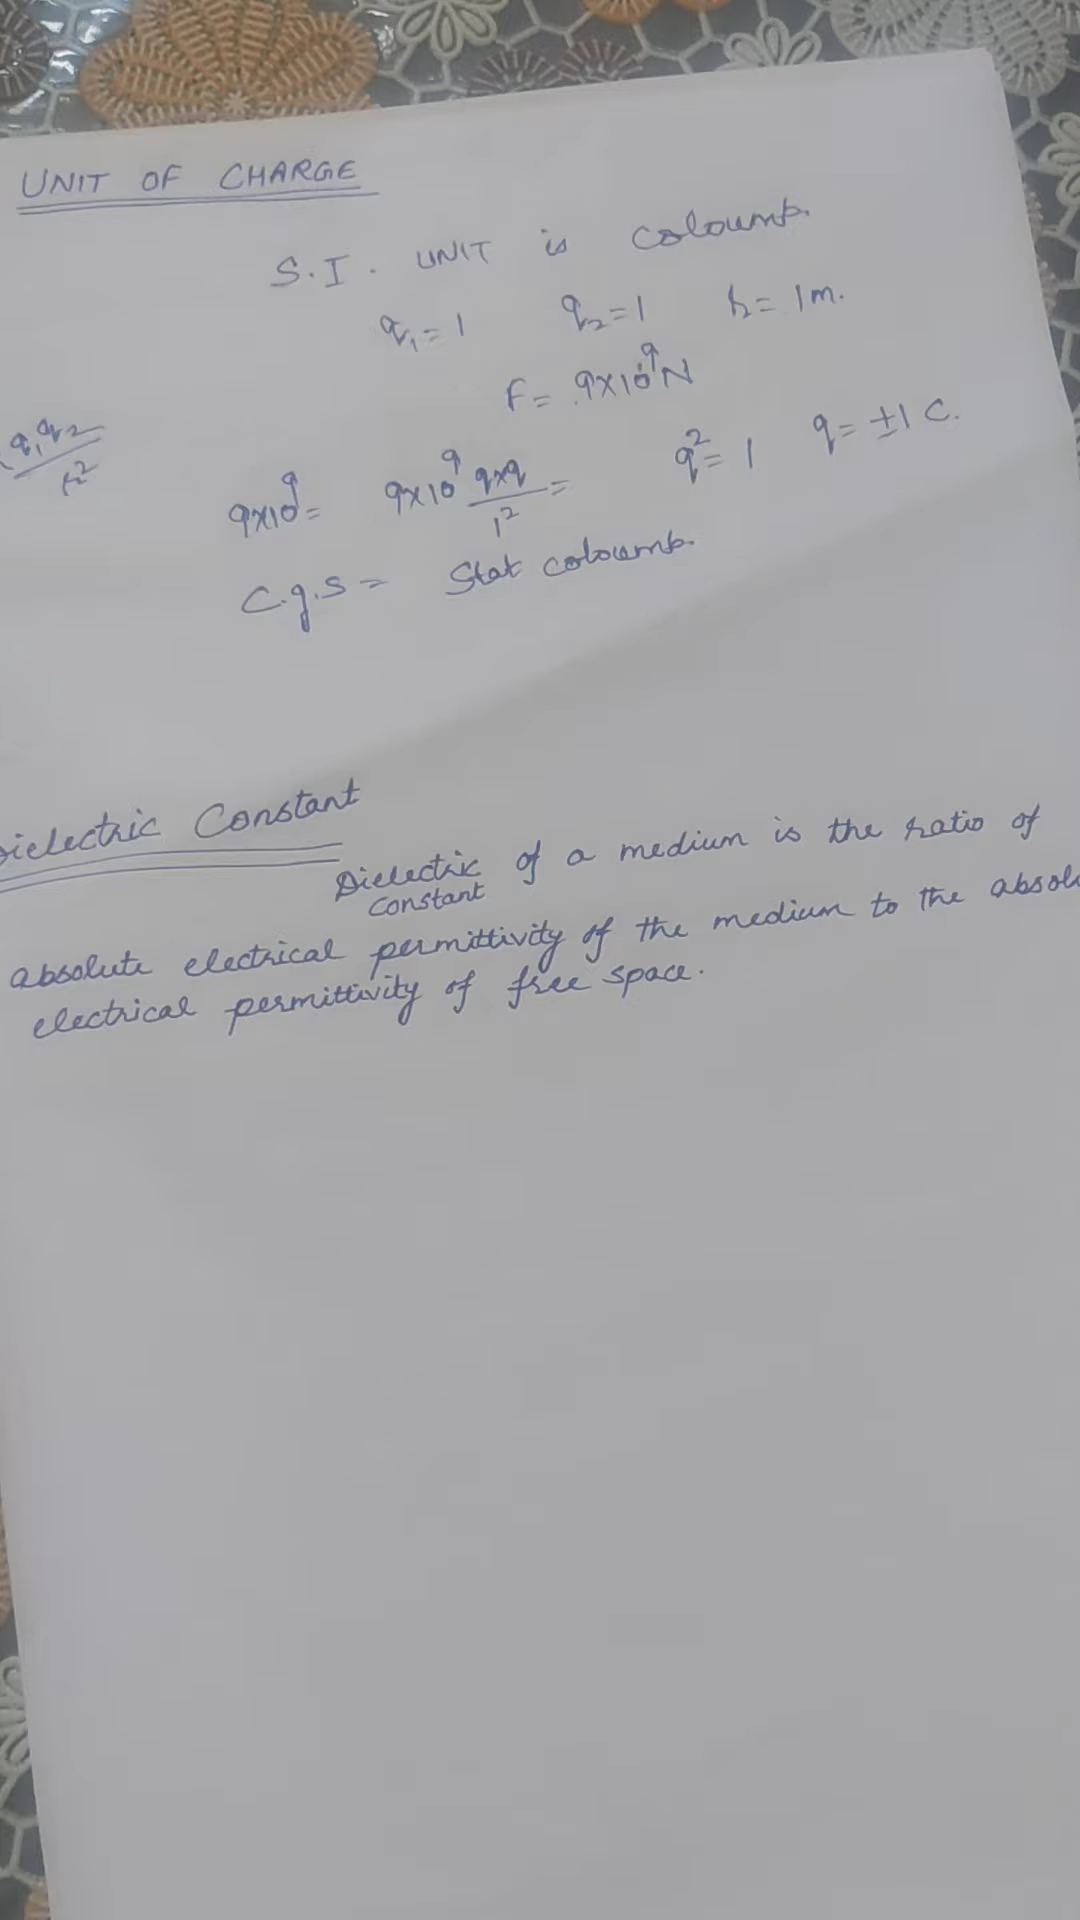 UNIT OF CHARGE
S.I. UNIT is coloumb.
q₁ = 1 q₂ = 1 r = 1m.
F = 9×10⁹N
q₁q₂/r²
9×10⁹ = 9×10⁹ q×q/1² = q² = 1 q = ±1 C.
C.g.s = Stat coloumb.
Dielectric Constant
Dielectric of a medium is the ratio of
Constant
absolute electrical permittivity of the medium to the absol
electrical permittivity of free space.